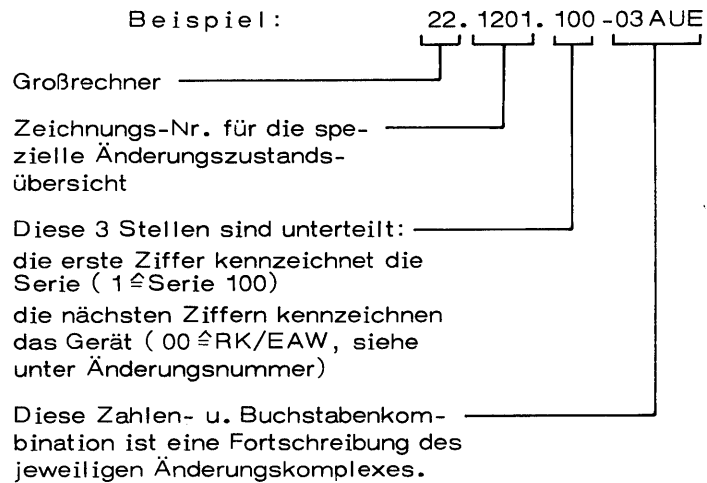 Beispiel: 22.1201.100-03AUE
Großrechner
Zeichnungs-Nr. für die spe-
zielle Änderungszustands-
übersicht
Diese 3 Stellen sind unterteilt:
die erste Ziffer kennzeichnet die
Serie ( 1 ≙ Serie 100)
die nächsten Ziffern kennzeichnen
das Gerät ( 00 ≙ RK/EAW, siehe
unter Änderungsnummer)
Diese Zahlen- u. Buchstabenkom-
bination ist eine Fortschreibung des
jeweiligen Änderungskomplexes.